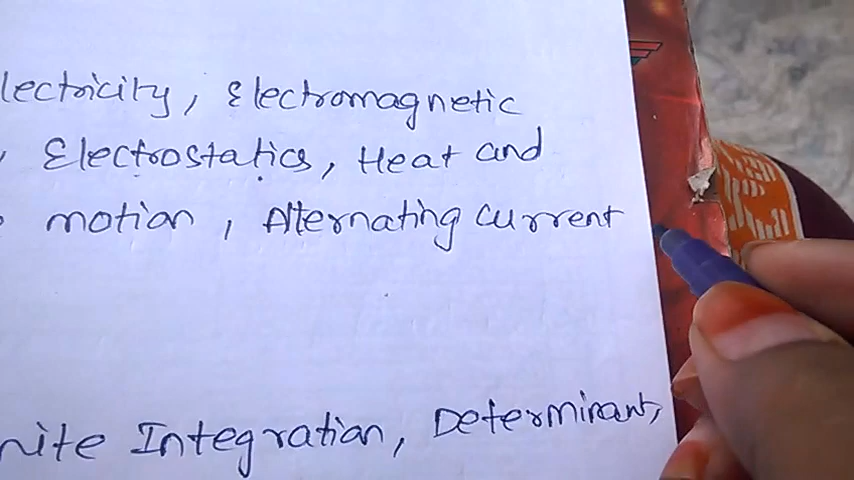 lectricity, Electromagnetic
, Electrostatics, Heat and
motion, Alternating current
nite Integration, Determinant,